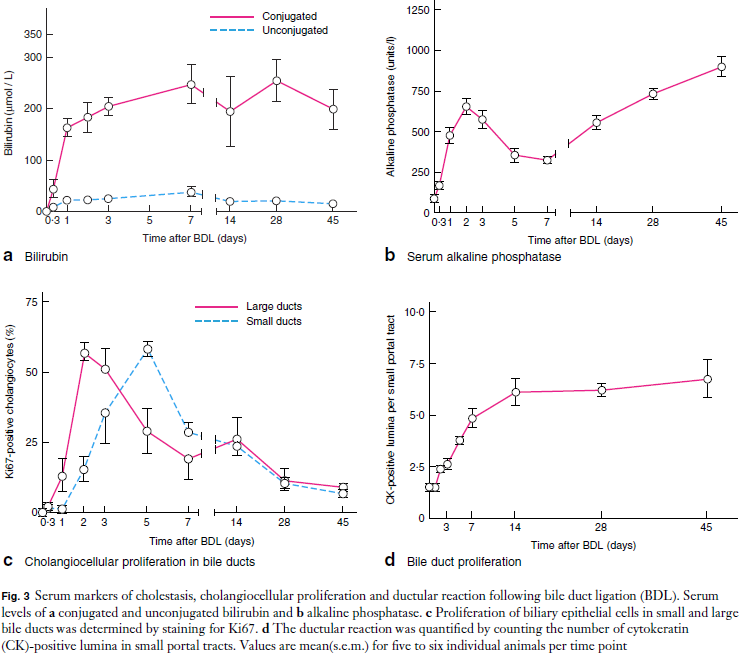 Conjugated
Unconjugated
Bilirubin (μmol / L)
350
300
200
100
0
0·3 1 3 5 7 14 28 45
Time after BDL (days)
a Bilirubin
Alkaline phosphatase (units/l)
1250
1000
750
500
250
0
0·31 2 3 5 7 14 28 45
Time after BDL (days)
b Serum alkaline phosphatase
Large ducts
Small ducts
Ki67-positive cholangiocytes (%)
75
50
25
0
0·3 1 2 3 5 7 14 28 45
Time after BDL (days)
c Cholangiocellular proliferation in bile ducts
CK-positive lumina per small portal tract
10·0
7·5
5·0
2·5
0
3 7 14 28 45
Time after BDL (days)
d Bile duct proliferation
Fig. 3 Serum markers of cholestasis, cholangiocellular proliferation and ductular reaction following bile duct ligation (BDL). Serum
levels of a conjugated and unconjugated bilirubin and b alkaline phosphatase. c Proliferation of biliary epithelial cells in small and large
bile ducts was determined by staining for Ki67. d The ductular reaction was quantified by counting the number of cytokeratin
(CK)-positive lumina in small portal tracts. Values are mean(s.e.m.) for five to six individual animals per time point